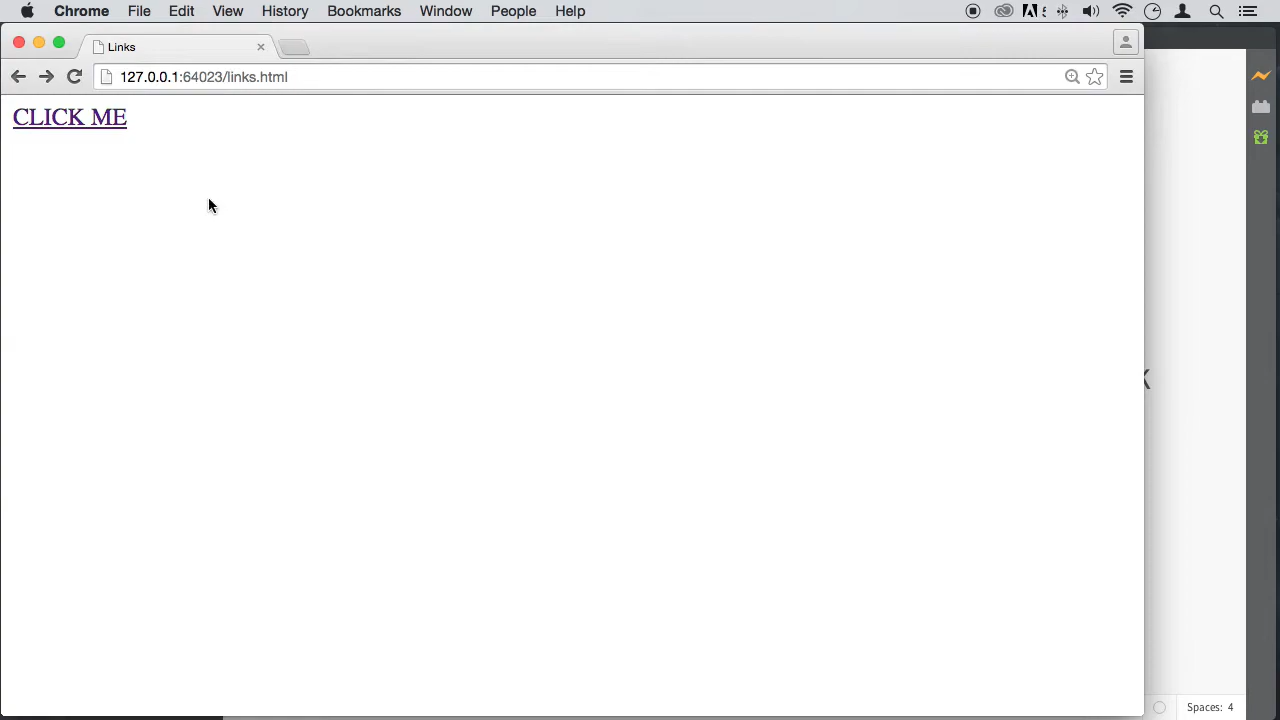 Chrome File Edit View History Bookmarks Window People Help
Links
127.0.0.1:64023/links.html
CLICK ME
Spaces: 4